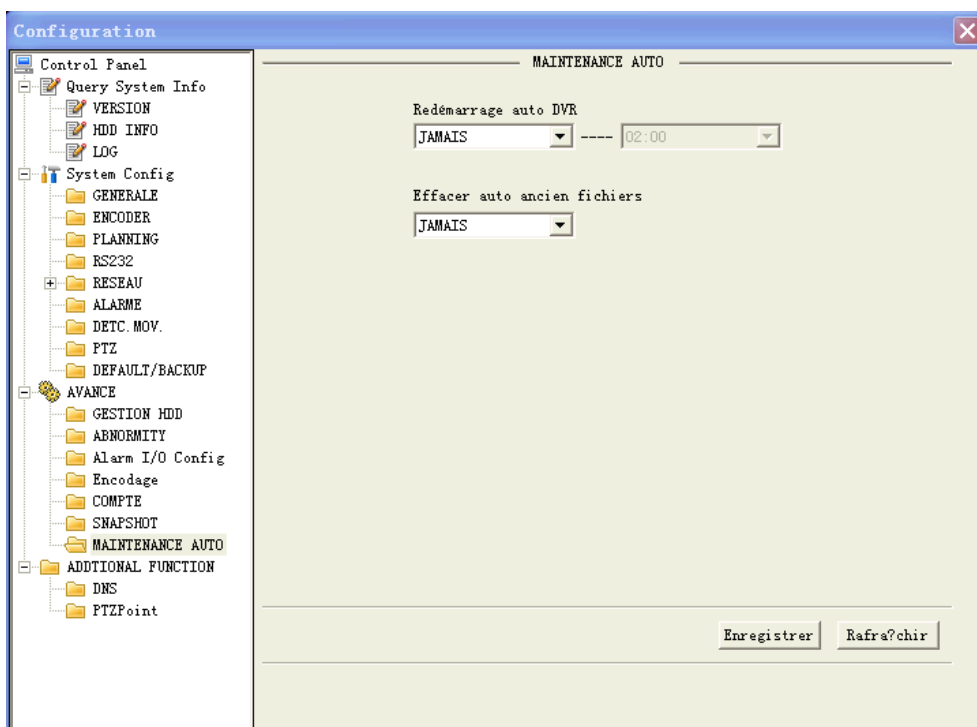 Configuration
Control Panel
Query System Info
VERSION
HDD INFO
LOG
System Config
GENERALE
ENCODER
PLANNING
RS232
RESEAU
ALARME
DETC. MOV.
PTZ
DEFAULT/BACKUP
AVANCE
GESTION HDD
ABNORMITY
Alarm I/O Config
Encodage
COMPTE
SNAPSHOT
MAINTENANCE AUTO
ADDTIONAL FUNCTION
DNS
PTZPoint
MAINTENANCE AUTO
Redémarrage auto DVR
JAMAIS ---- 02:00
Effacer auto ancien fichiers
JAMAIS
Enregistrer Rafra?chir